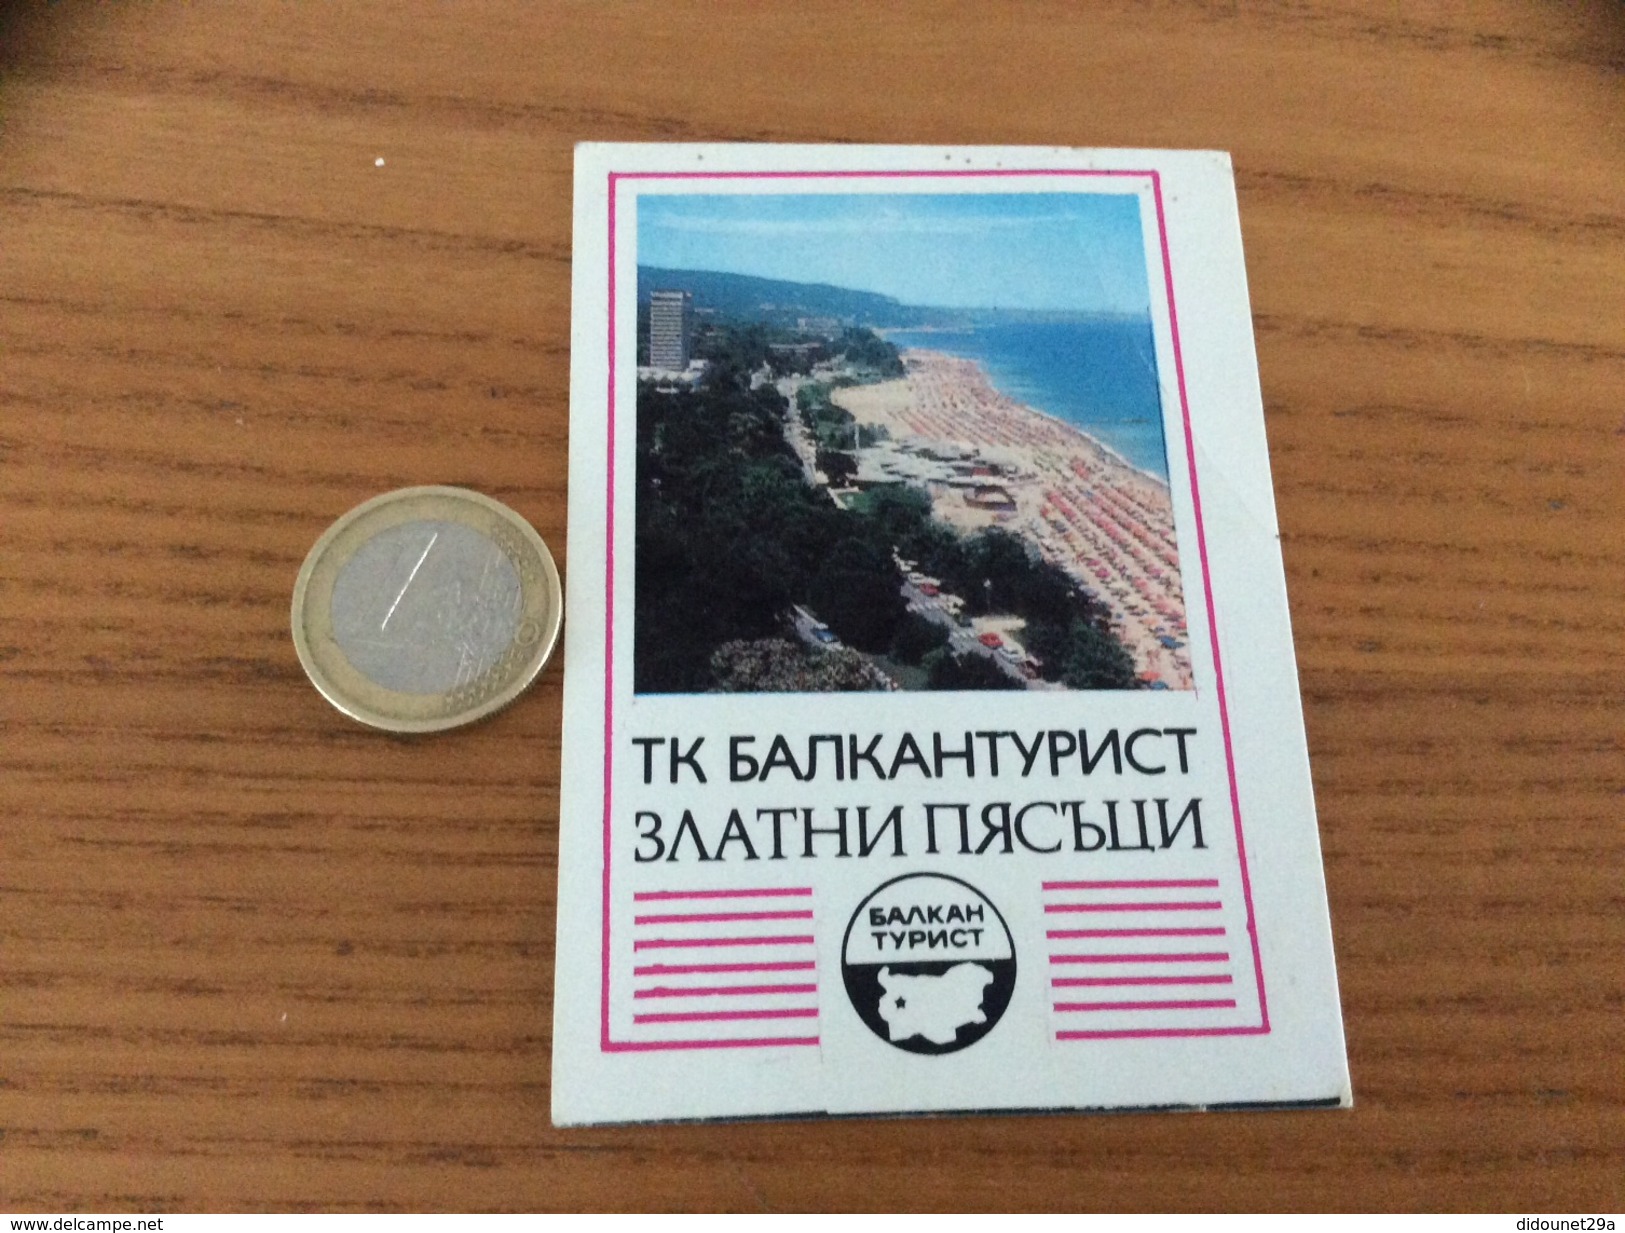 ТК БАЛКАНТУРИСТ
ЗЛАТНИ ПЯСЪЦИ
БАЛКАН
ТУРИСТ
www.delcampe.net
didounet29a